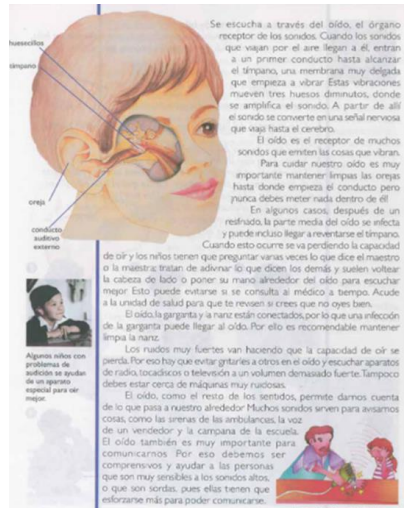 Se escucha a través del oído, el órgano
receptor de los sonidos. Cuando los sonidos
que viajan por el aire llegan a él, entran
a un primer conducto hasta alcanzar
el tímpano, una membrana muy delgada
que empieza a vibrar Estas vibraciones
mueven tres huesos diminutos, donde
se amplifica el sonido. A partir de allí
el sonido se convierte en una señal nerviosa
que viaja hasta el cerebro.
El oído es el receptor de muchos
sonidos que emiten las cosas que vibran.
Para cuidar nuestro oído es muy
importante mantener limpias las orejas
hasta donde empieza el conducto pero
¡nunca debes meter nada dentro de él!
En algunos casos, después de un
resfriado, la parte media del oído se infecta
y puede incluso llegar a reventarse el tímpano.
Cuando esto ocurre se va perdiendo la capacidad
de oír y los niños tienen que preguntar varias veces lo que dice el maestro
o la maestra; tratan de adivinar lo que dicen los demás y suelen voltear
la cabeza de lado o poner su mano alrededor del oído para escuchar
mejor Esto puede evitarse si se consulta al médico a tiempo. Acude
a la unidad de salud para que te revisen si crees que no oyes bien.
El oído, la garganta y la nariz están conectados, por lo que una infección
de la garganta puede llegar al oído. Por ello es recomendable mantener
limpia la nariz.
Los ruidos muy fuertes van haciendo que la capacidad de oír se
pierda. Por eso hay que evitar gritarles a otros en el oído y escuchar aparatos
de radio, tocadiscos o televisión a un volumen demasiado fuerte. Tampoco
debes estar cerca de máquinas muy ruidosas.
El oído, como el resto de los sentidos, permite darnos cuenta
de lo que pasa a nuestro alrededor Muchos sonidos sirven para avisarnos
cosas, como las sirenas de las ambulancias, la voz
de un vendedor y la campana de la escuela.
El oído también es muy importante para
comunicarnos Por eso debemos ser
comprensivos y ayudar a las personas
que son muy sensibles a los sonidos altos,
o que son sordas, pues ellas tienen que
esforzarse más para poder comunicarse.
huesecillos
tímpano
oreja
conducto
auditivo
externo
Algunos niños con
problemas de
audición se ayudan
de un aparato
especial para oír
mejor.